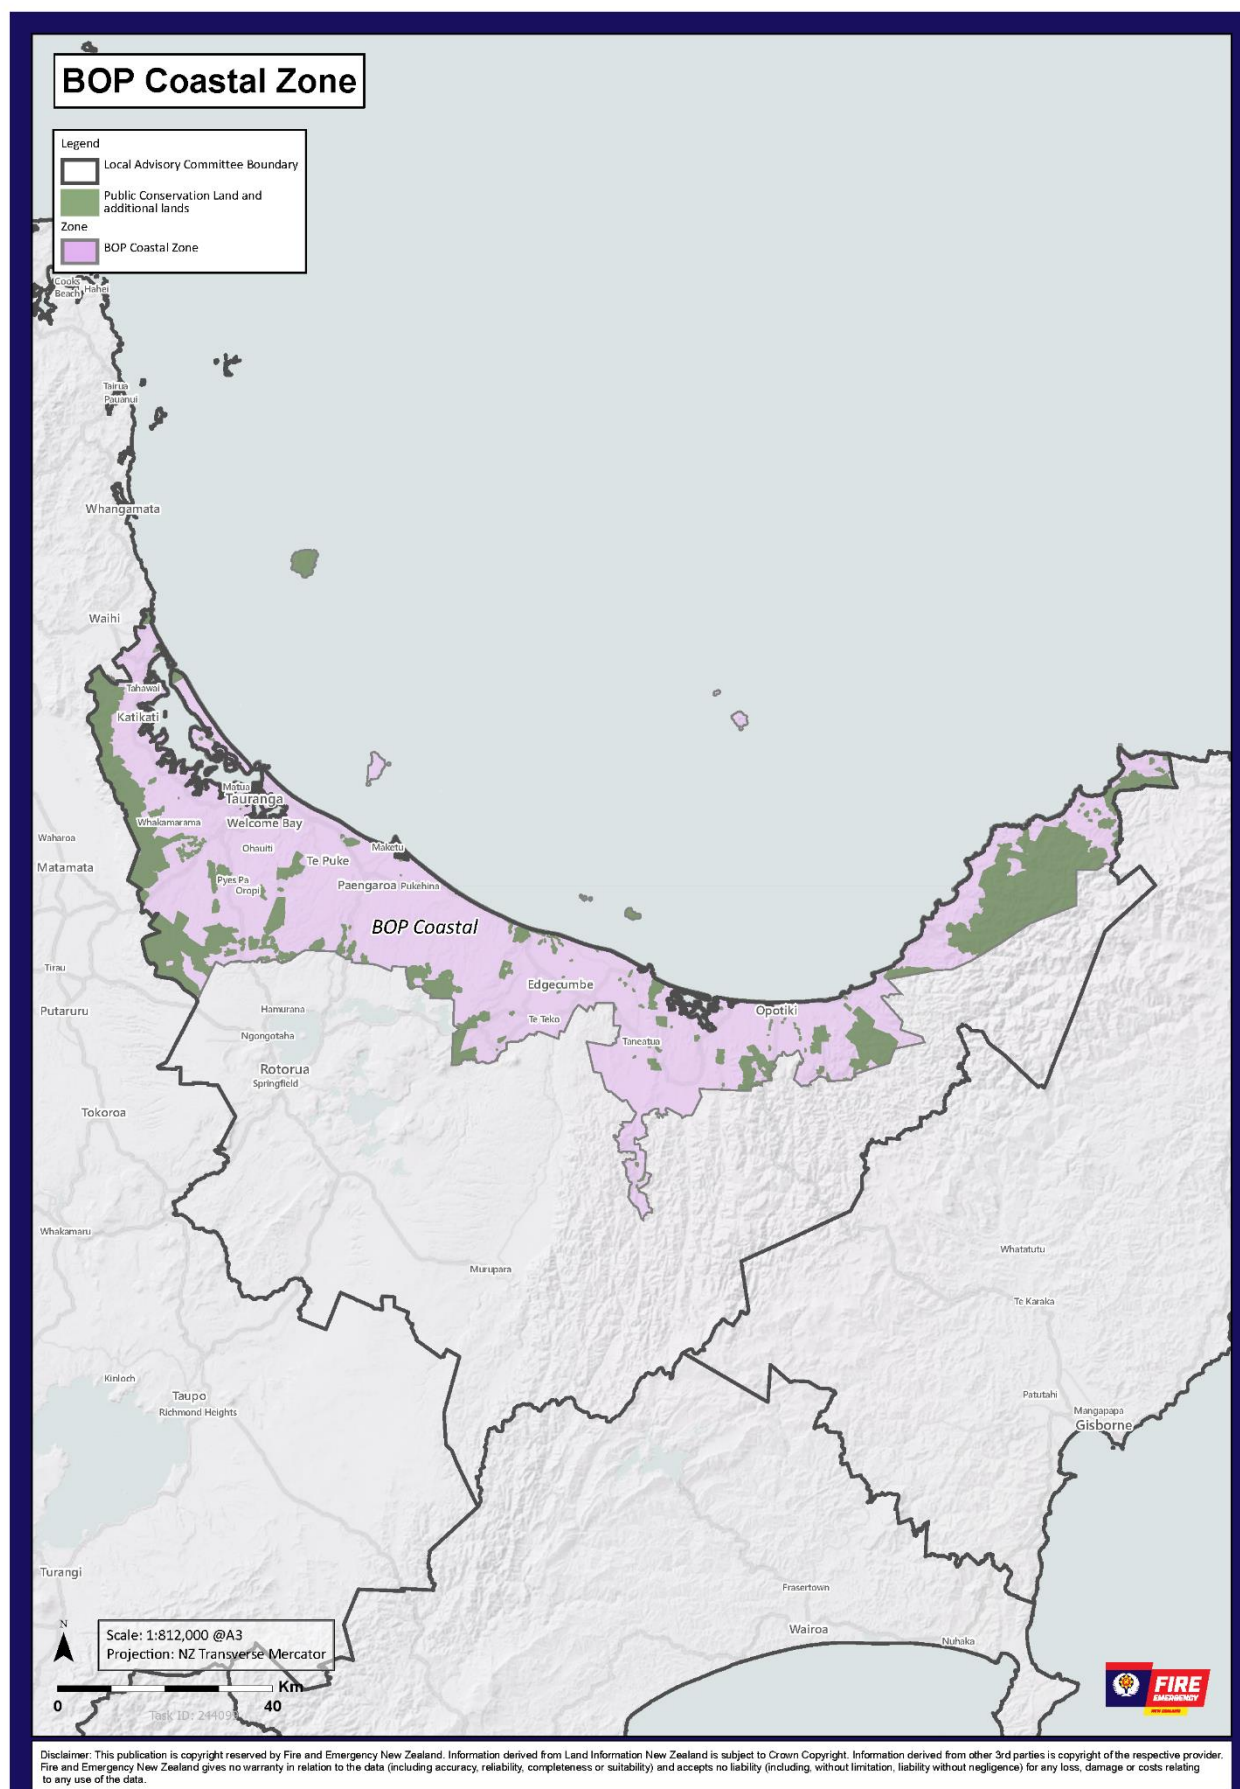 BOP Coastal Zone
Legend
Local Advisory Committee Boundary
Public Conservation Land and
additional lands
Zone
BOP Coastal Zone
Cooks
Beach
Hahei
Tairua
Pauanui
Whangamata
Waihi
Tahawai
Katikati
Matua
Tauranga
Whakamarama
Welcome Bay
Waharoa
Ohauiti
Maketu
Matamata
Te Puke
Pyes Pa
Oropi
Paengaroa
Pukehina
BOP Coastal
Tirau
Edgecumbe
Putaruru
Hamurana
Te Teko
Opotiki
Ngongotaha
Taneatua
Rotorua
Springfield
Tokoroa
Whakamaru
Murupara
Whatatutu
Te Karaka
Kinloch
Taupo
Richmond Heights
Patutahi
Mangapapa
Gisborne
Turangi
Frasertown
Wairoa
Nuhaka
N
Scale: 1:812,000 @A3
Projection: NZ Transverse Mercator
Km
0
40
FIRE
EMERGENCY
NEW ZEALAND
Disclaimer: This publication is copyright reserved by Fire and Emergency New Zealand. Information derived from Land Information New Zealand is subject to Crown Copyright. Information derived from other 3rd parties is copyright of the respective provider.
Fire and Emergency New Zealand gives no warranty in relation to the data (including accuracy, reliability, completeness or suitability) and accepts no liability (including, without limitation, liability without negligence) for any loss, damage or costs relating
to any use of the data.